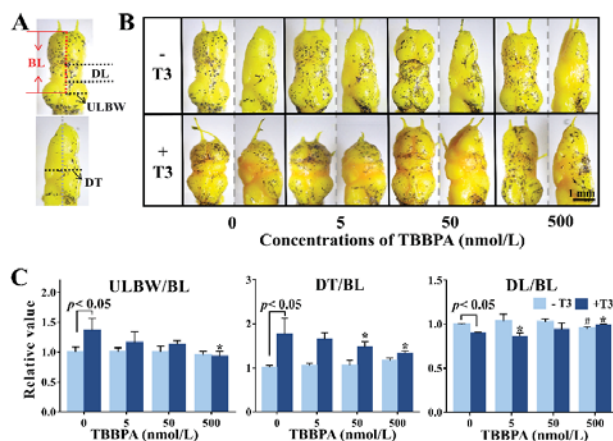 A
BL
DL
ULBW
DT
B
- T3
+ T3
1 mm
0 5 50 500
Concentrations of TBBPA (nmol/L)
C
ULBW/BL
Relative value
2.0
1.5
1.0
0.5
0.0
p< 0.05
*
0 5 50 500
TBBPA (nmol/L)
DT/BL
3
2
1
0
p< 0.05
* *
0 5 50 500
TBBPA (nmol/L)
DL/BL
- T3 +T3
1.5
1.0
0.5
0.0
p< 0.05
* # *
0 5 50 500
TBBPA (nmol/L)